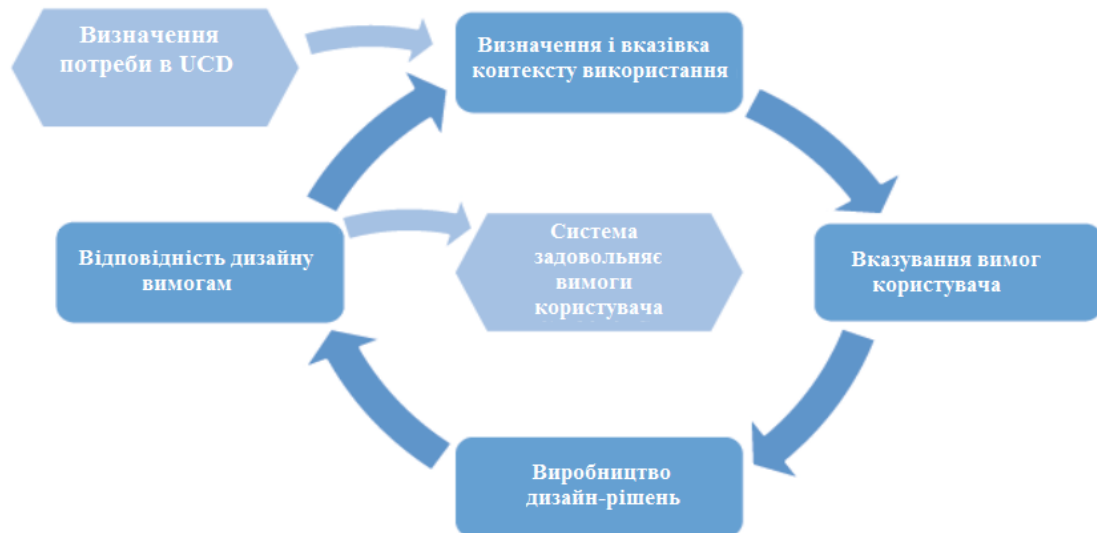 Визначення
потреби в UCD
Визначення і вказівка
контексту використання
Відповідність дизайну
вимогам
Система
задовольняє
вимоги
користувача
Вказування вимог
користувача
Виробництво
дизайн-рішень